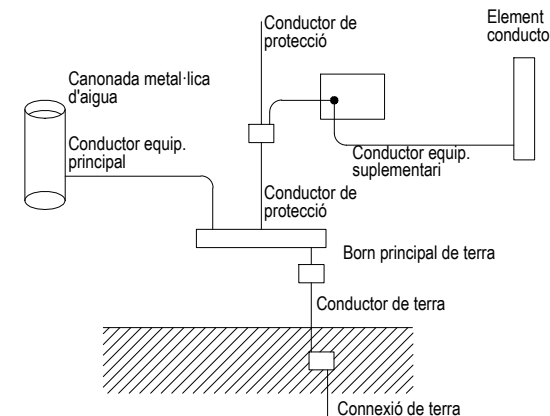 Conductor de
protecció
Element
conducto
Canonada metal·lica
d'aigua
Conductor equip.
principal
Conductor equip.
suplementari
Conductor de
protecció
Born principal de terra
Conductor de terra
Connexió de terra